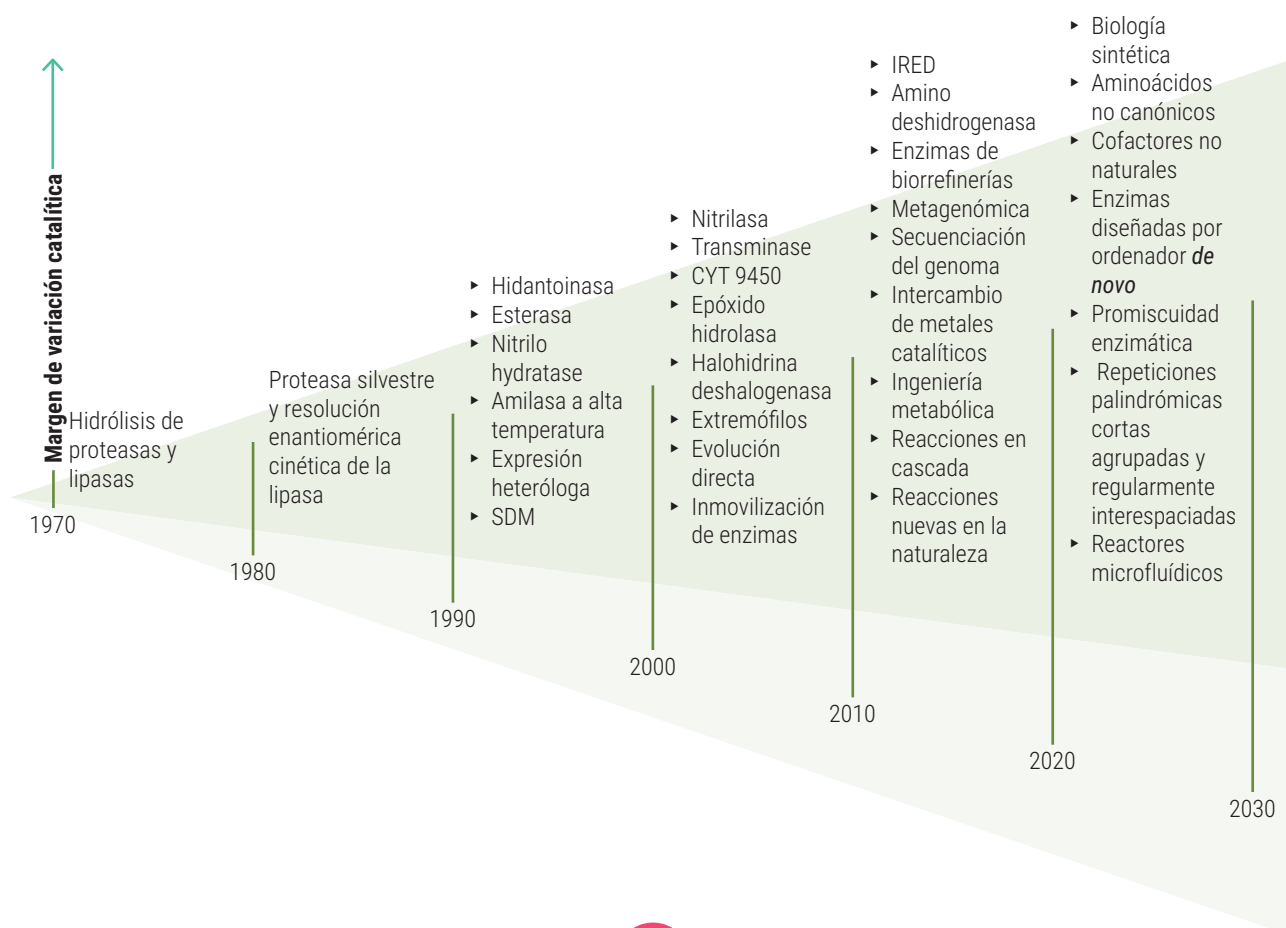 Margen de variación catalítica
Hidrólisis de
proteasas y
lipasas
1970
Proteasa silvestre
y resolución
enantiomérica
cinética de la
lipasa
1980
▸ Hidantoinasa
▸ Esterasa
▸ Nitrilo
hydratase
▸ Amilasa a alta
temperatura
▸ Expresión
heteróloga
▸ SDM
1990
▸ Nitrilasa
▸ Transminase
▸ CYT 9450
▸ Epóxido
hidrolasa
▸ Halohidrina
deshalogenasa
▸ Extremófilos
▸ Evolución
directa
▸ Inmovilización
de enzimas
2000
▸ IRED
▸ Amino
deshidrogenasa
▸ Enzimas de
biorrefinerías
▸ Metagenómica
▸ Secuenciación
del genoma
▸ Intercambio
de metales
catalíticos
▸ Ingeniería
metabólica
▸ Reacciones en
cascada
▸ Reacciones
nuevas en la
naturaleza
2010
▸ Biología
sintética
▸ Aminoácidos
no canónicos
▸ Cofactores no
naturales
▸ Enzimas
diseñadas por
ordenador de
novo
▸ Promiscuidad
enzimática
▸ Repeticiones
palindrómicas
cortas
agrupadas y
regularmente
interespaciadas
▸ Reactores
microfluídicos
2020
2030